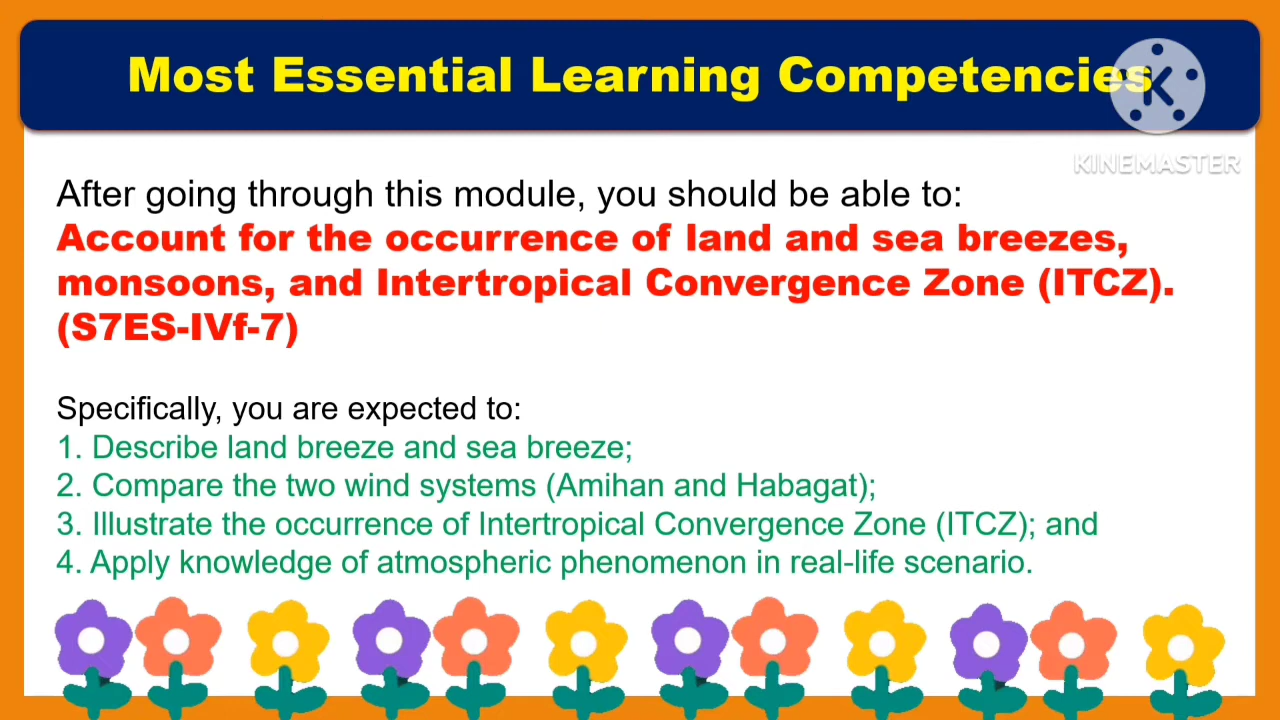 Most Essential Learning Competencies
K
KINEMASTER
After going through this module, you should be able to:
Account for the occurrence of land and sea breezes,
monsoons, and Intertropical Convergence Zone (ITCZ).
(S7ES-IVf-7)
Specifically, you are expected to:
1. Describe land breeze and sea breeze;
2. Compare the two wind systems (Amihan and Habagat);
3. Illustrate the occurrence of Intertropical Convergence Zone (ITCZ); and
4. Apply knowledge of atmospheric phenomenon in real-life scenario.